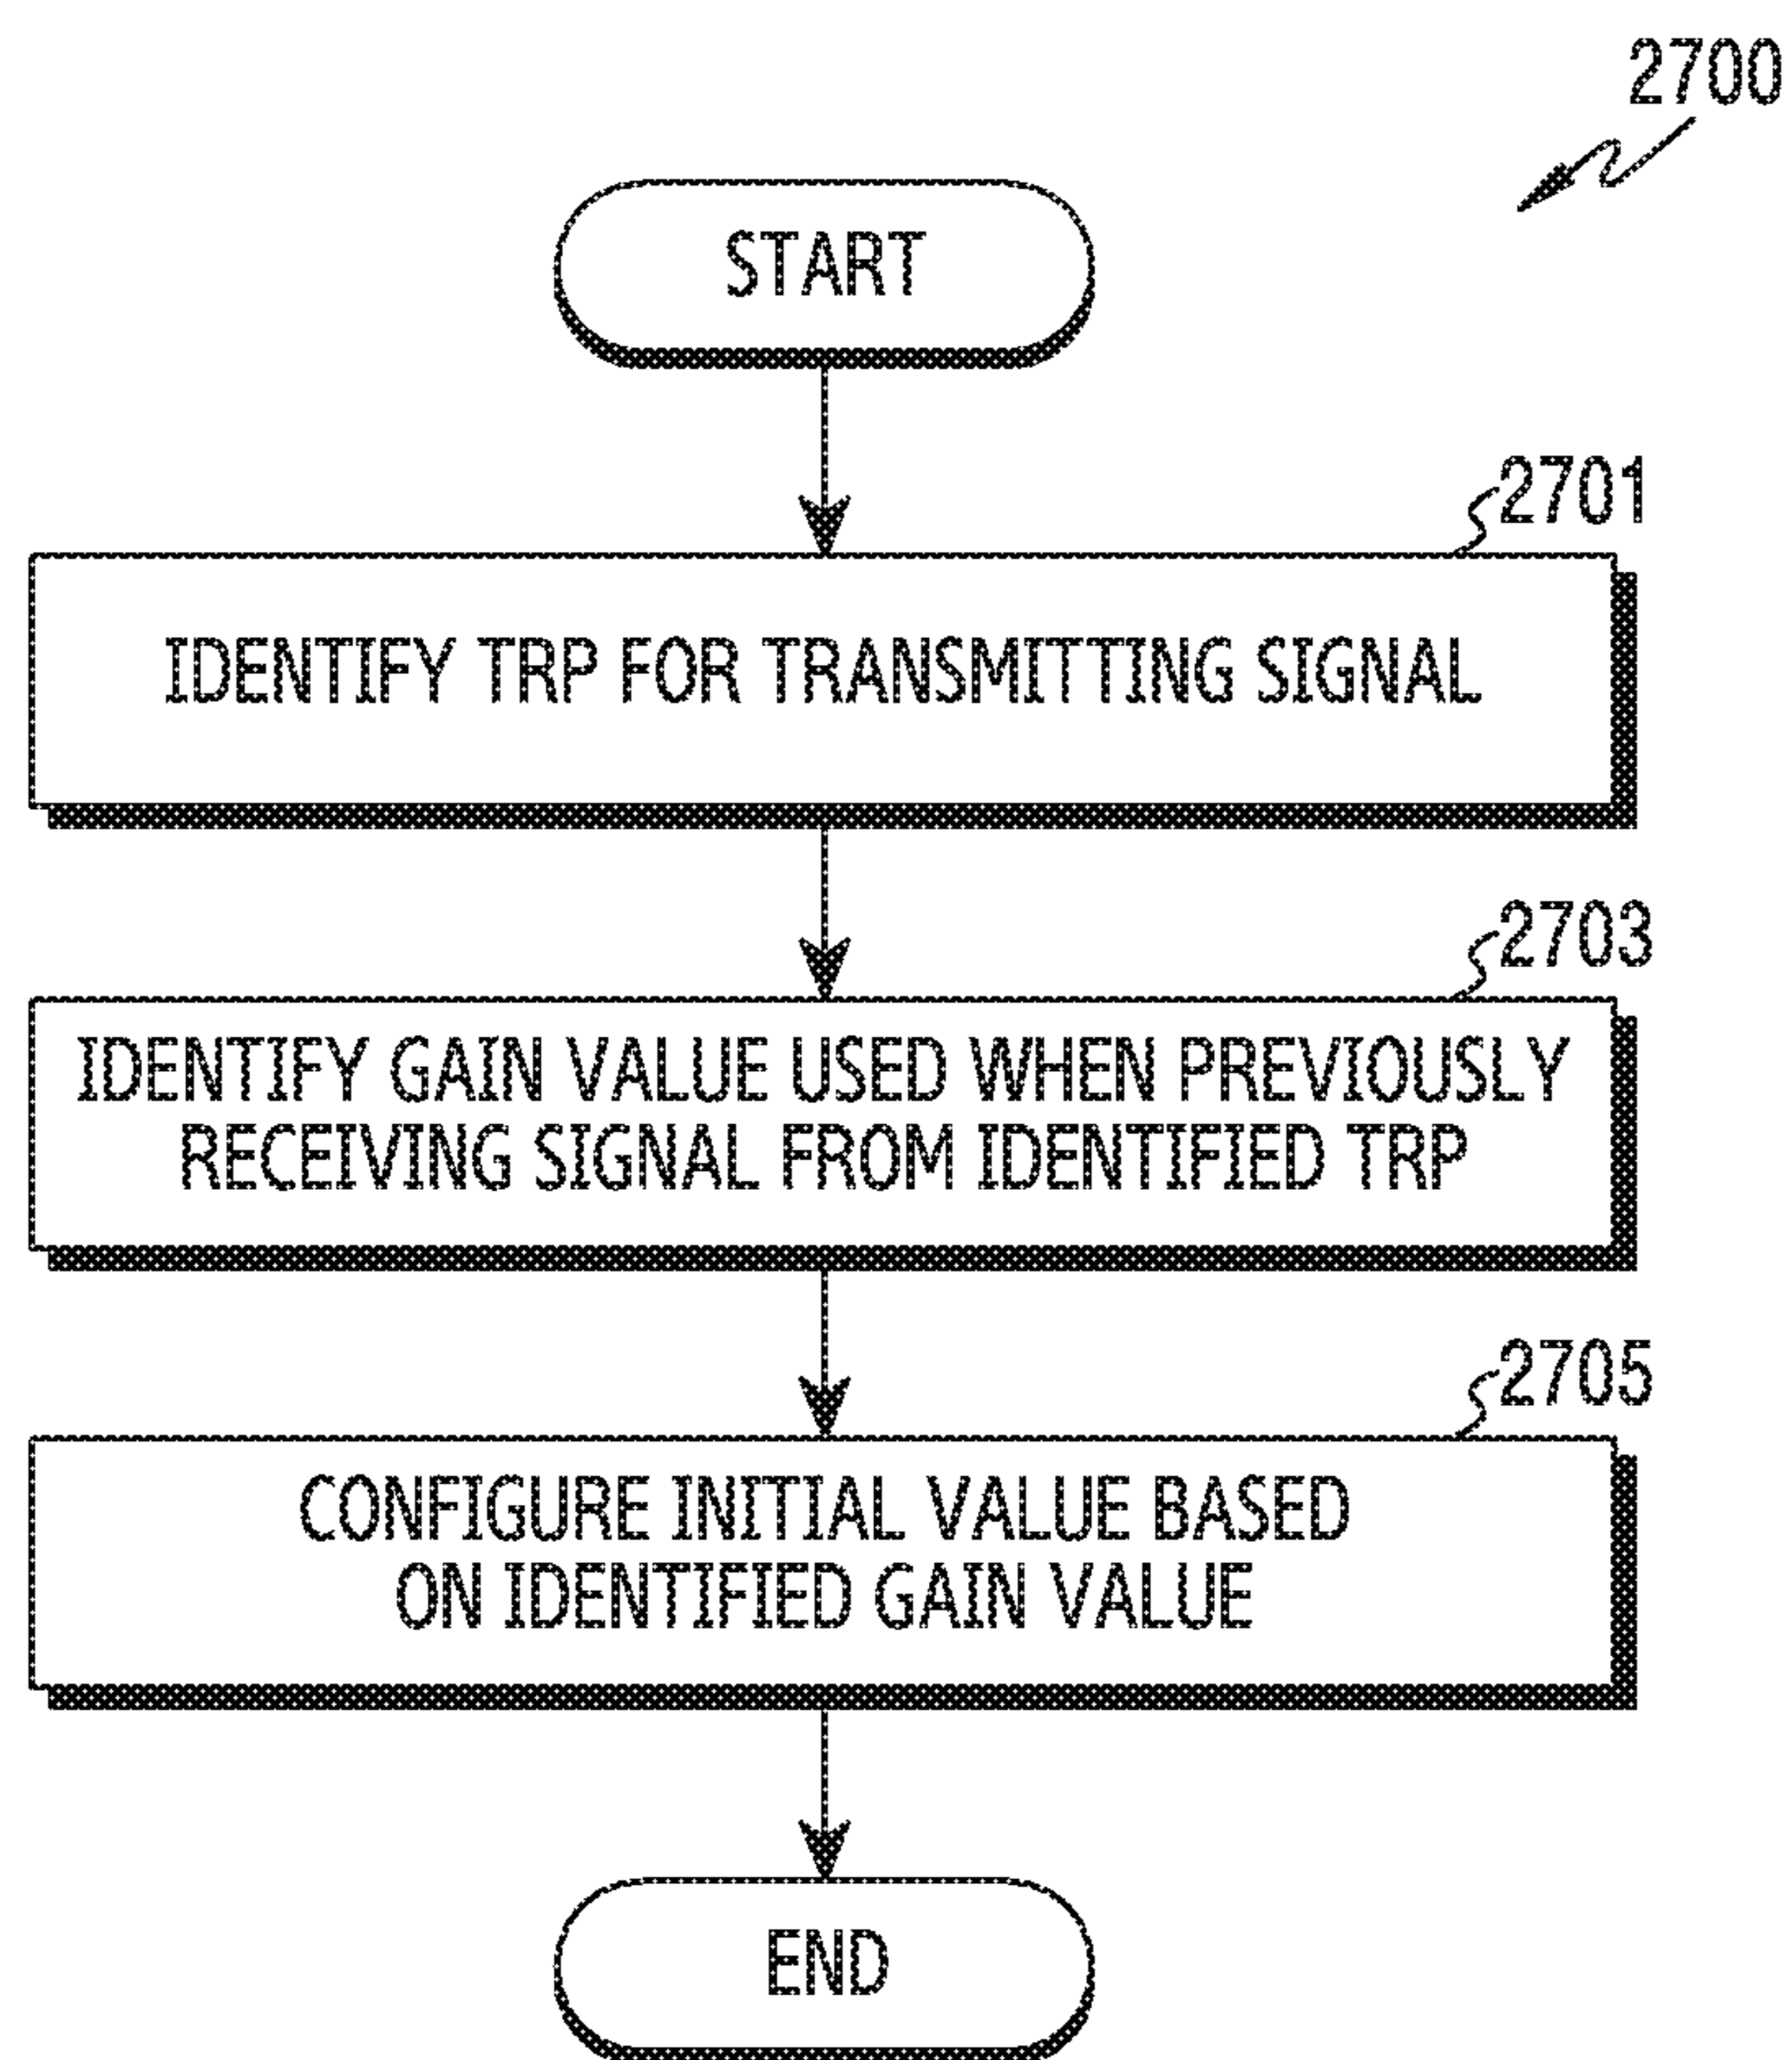 2700
START
2701
IDENTIFY TRP FOR TRANSMITTING SIGNAL
2703
IDENTIFY GAIN VALUE USED WHEN PREVIOUSLY
RECEIVING SIGNAL FROM IDENTIFIED TRP
2705
CONFIGURE INITIAL VALUE BASED
ON IDENTIFIED GAIN VALUE
END